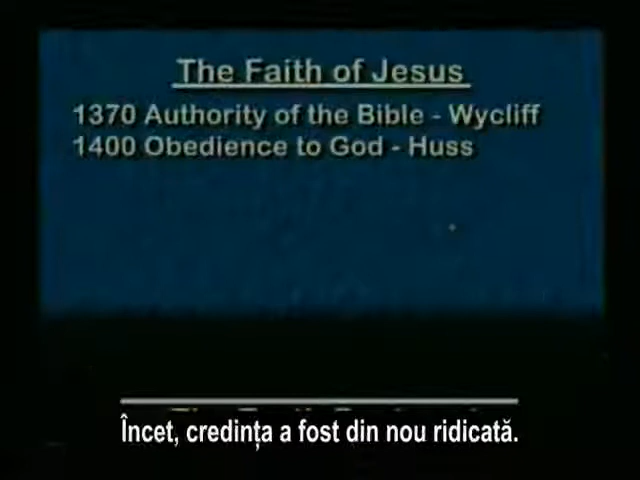 The Faith of Jesus
1370 Authority of the Bible - Wycliff
1400 Obedience to God - Huss
Încet, credința a fost din nou ridicată.